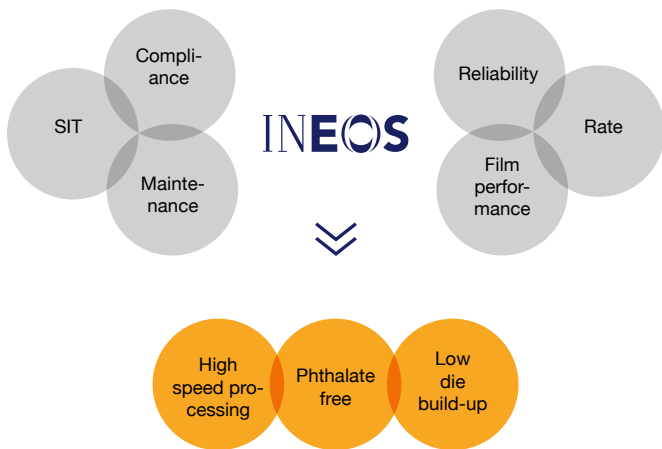 Compli-
ance
SIT
Mainte-
nance
INEOS
Reliability
Rate
Film
perfor-
mance
High
speed pro-
cessing
Phthalate
free
Low
die
build-up